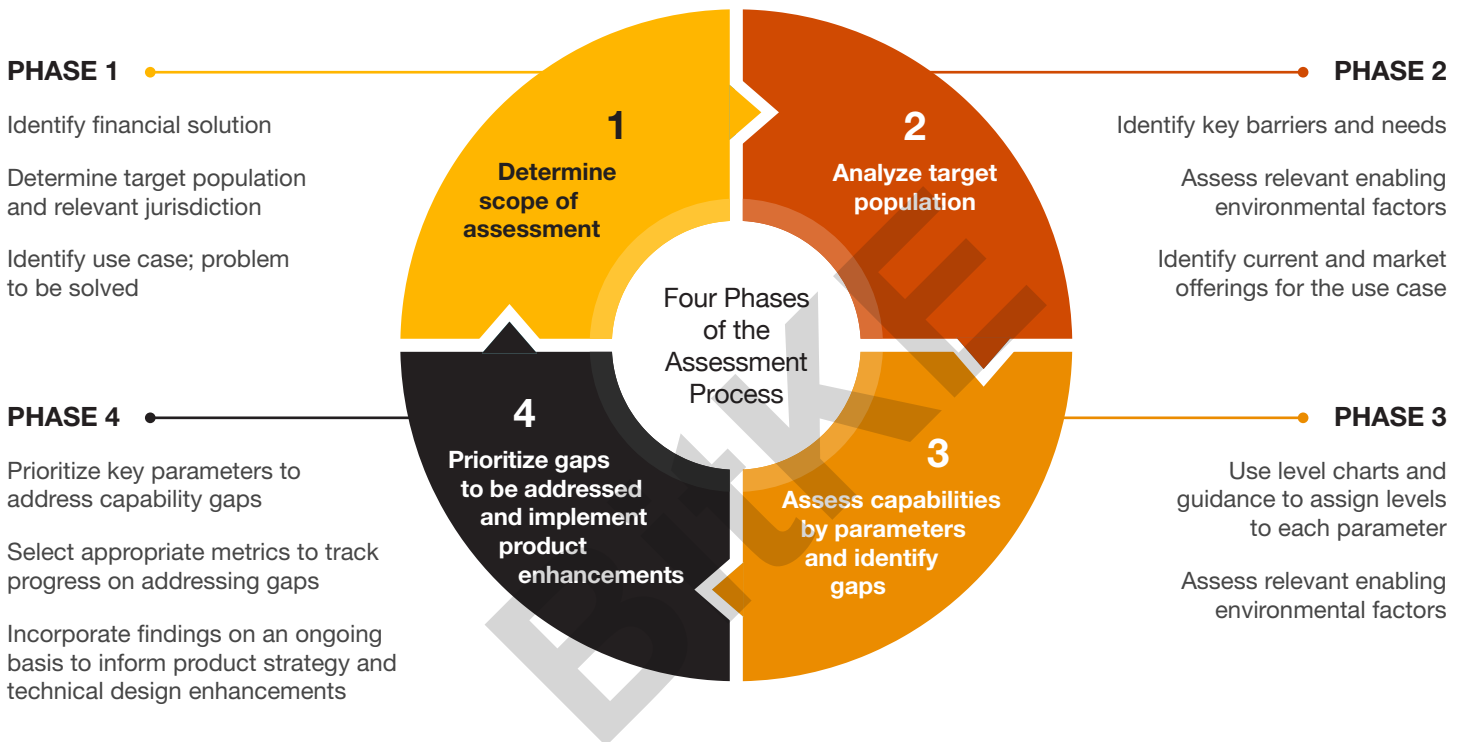 PHASE 1
Identify financial solution
Determine target population
and relevant jurisdiction
Identify use case; problem
to be solved
1
Determine
scope of
assessment
2
Analyze target
population
PHASE 2
Identify key barriers and needs
Assess relevant enabling
environmental factors
Identify current and market
offerings for the use case
Four Phases
of the
Assessment
Process
PHASE 3
Use level charts and
guidance to assign levels
to each parameter
Assess relevant enabling
environmental factors
3
Assess capabilities
by parameters
and identify
gaps
4
Prioritize gaps
to be addressed
and implement
product
enhancements
PHASE 4
Prioritize key parameters to
address capability gaps
Select appropriate metrics to track
progress on addressing gaps
Incorporate findings on an ongoing
basis to inform product strategy and
technical design enhancements
BitKE